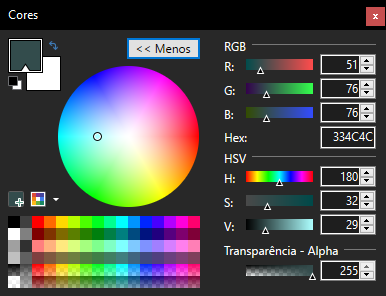 Cores
<< Menos
RGB
R: 51
G: 76
B: 76
Hex: 334C4C
HSV
H: 180
S: 32
V: 29
Transparência - Alpha
255